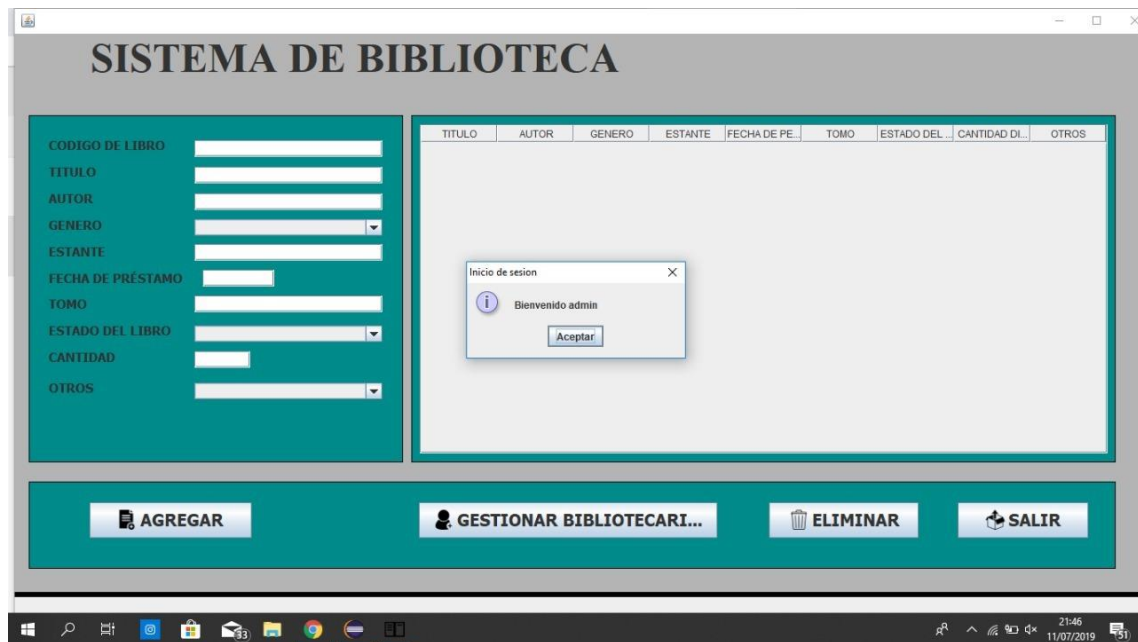 SISTEMA DE BIBLIOTECA
CODIGO DE LIBRO
TITULO
AUTOR
GENERO
ESTANTE
FECHA DE PRÉSTAMO
TOMO
ESTADO DEL LIBRO
CANTIDAD
OTROS
TITULO AUTOR GENERO ESTANTE FECHA DE PE... TOMO ESTADO DEL ... CANTIDAD DI... OTROS
Inicio de sesion
Bienvenido admin
Aceptar
AGREGAR GESTIONAR BIBLIOTECARI... ELIMINAR SALIR
33
21:46
11/07/2019
51